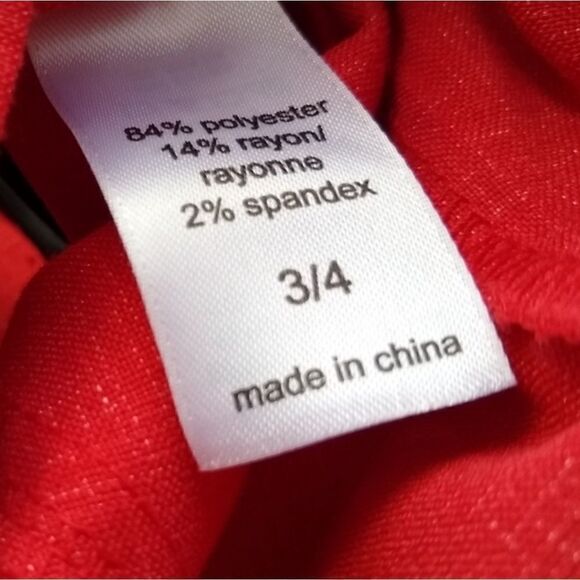 84% polyester
14% rayon/
rayonne
2% spandex
3/4
made in china